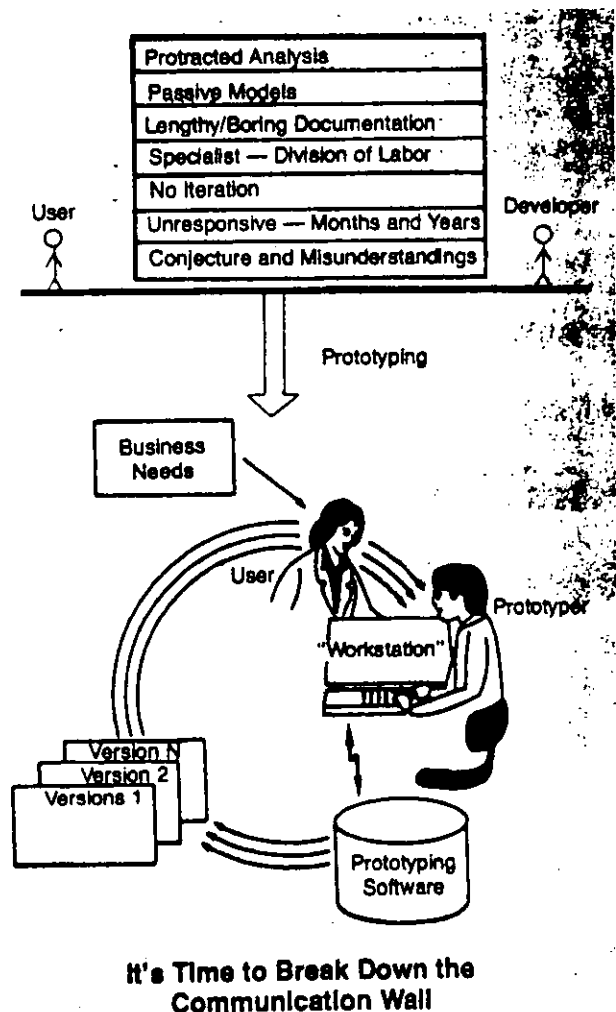 Protracted Analysis
Passive Models
Lengthy/Boring Documentation
Specialist — Division of Labor
No Iteration
Unresponsive — Months and Years
Conjecture and Misunderstandings
User
Developer
Prototyping
Business
Needs
User
Prototyper
"Workstation"
Version N
Version 2
Versions 1
Prototyping
Software
It's Time to Break Down the
Communication Wall